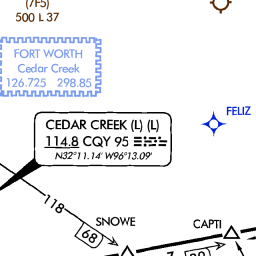 (7F5)
500 L 37
FORT WORTH
Cedar Creek
126.725 298.85
FELIZ
CEDAR CREEK (L) (L)
114.8 CQY 95
N32°11.14' W96°13.09'
118
68
SNOWE
CAPTI